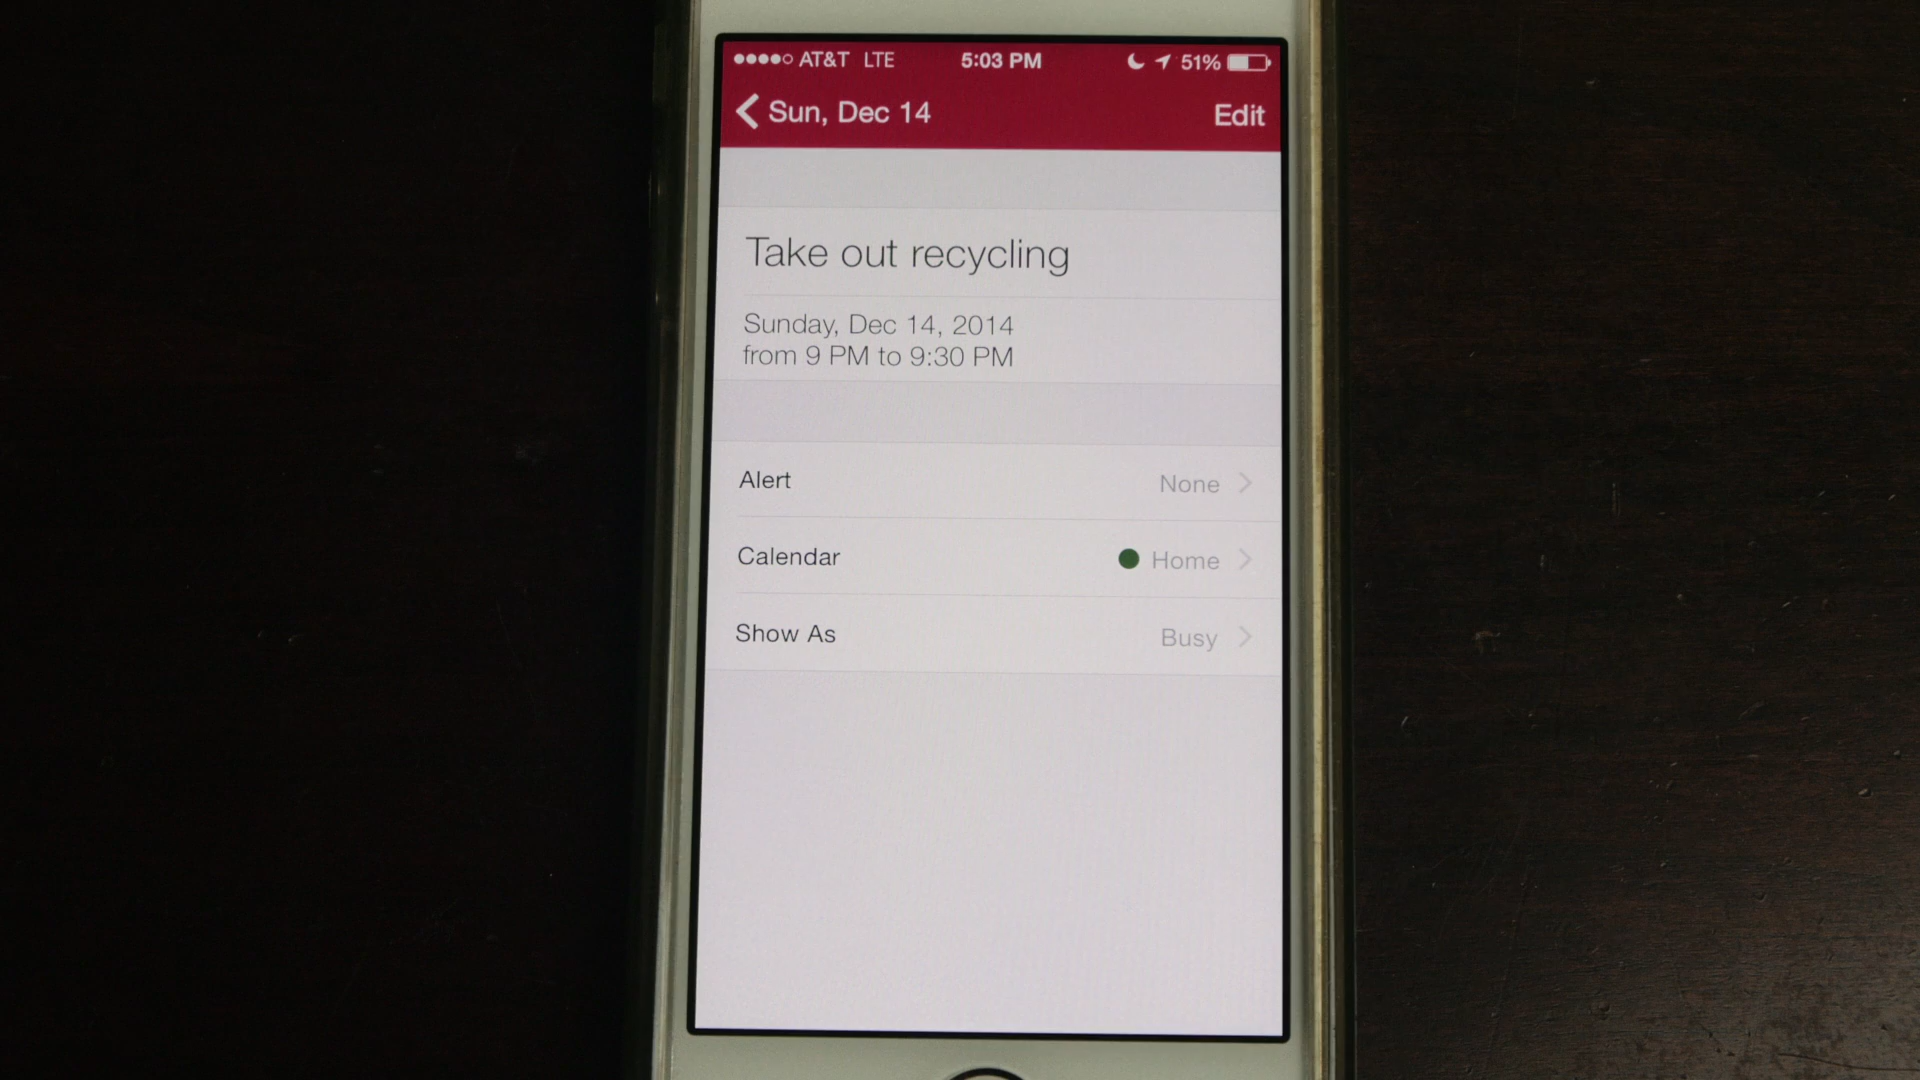 AT&T LTE 5:03 PM 51%
Sun, Dec 14 Edit
Take out recycling
Sunday, Dec 14, 2014
from 9 PM to 9:30 PM
Alert None
Calendar Home
Show As Busy